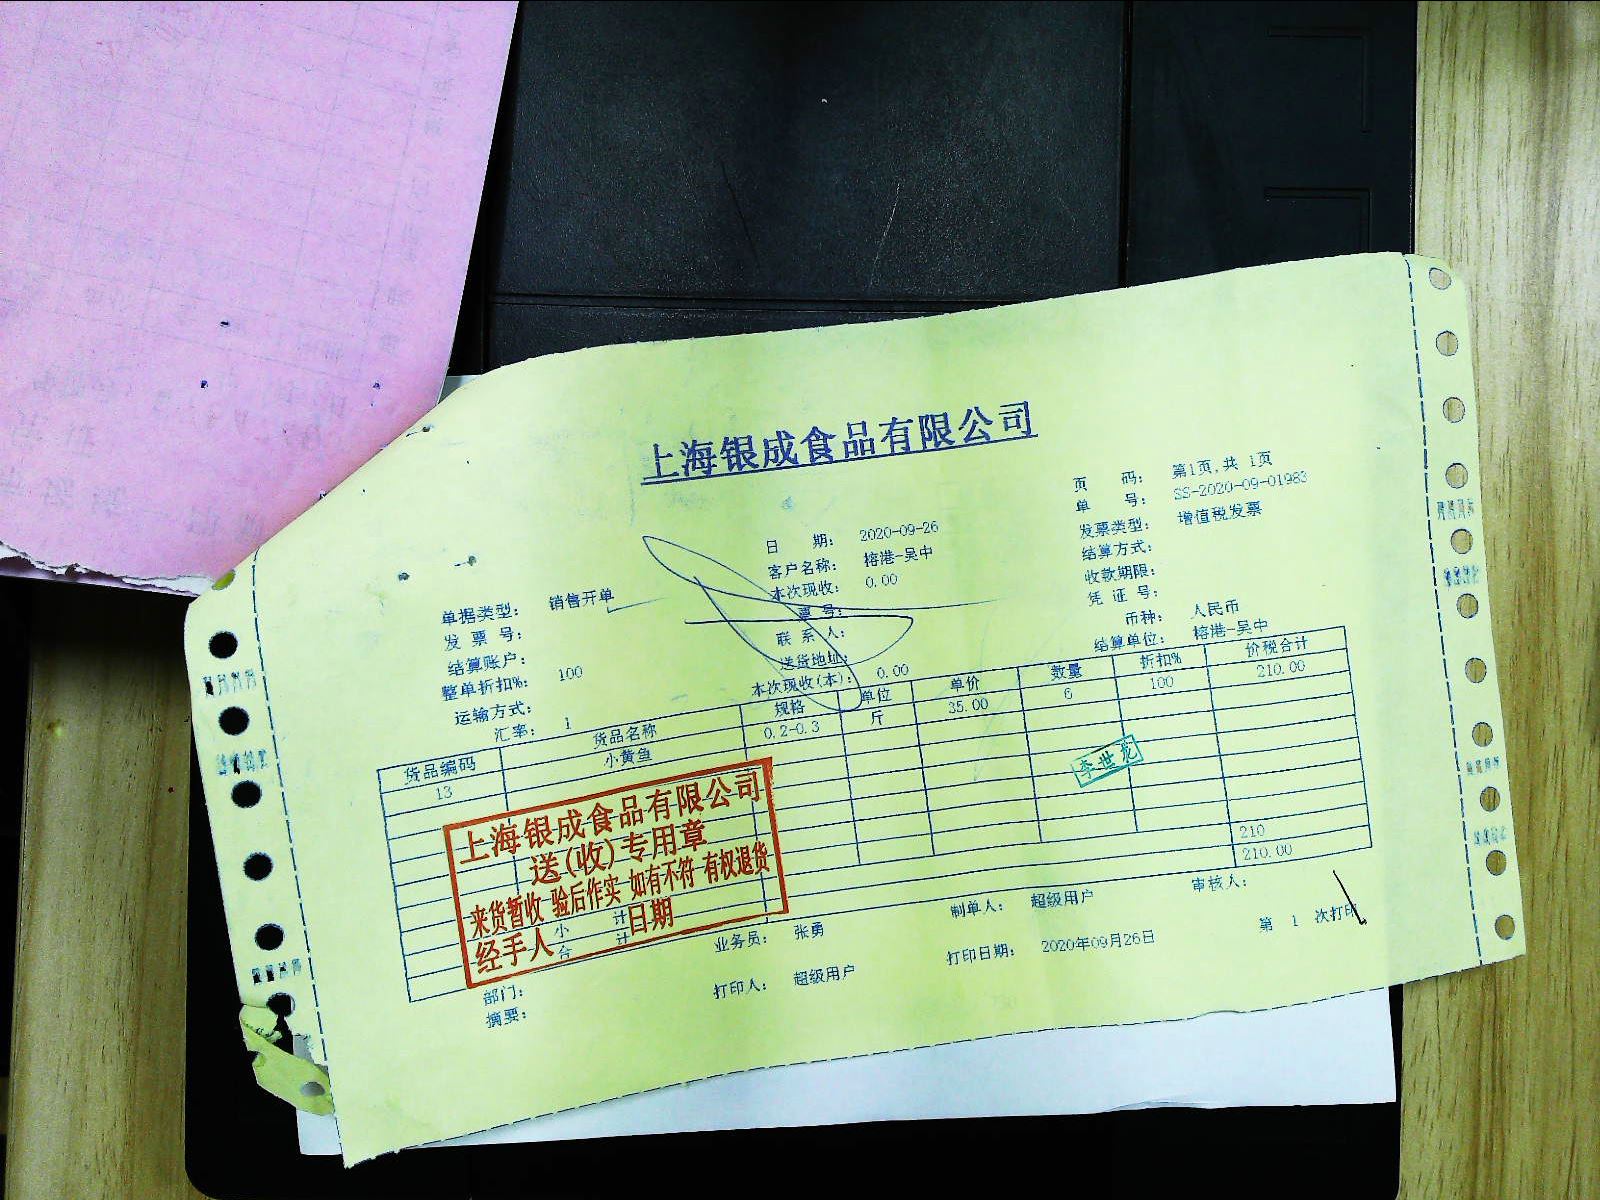 上海银成食品有限公司
页 码: 第1页,共 1页
单 号: SS-2020-09-01983
日 期: 2020-09-26
发票类型: 增值税发票
客户名称: 榕港-吴中
结算方式:
单据类型: 销售开单
本次现收: 0.00
收款期限:
发 票 号:
票 号:
凭 证 号:
结算账户:
联 系 人:
币种: 人民币
整单折扣%: 100
送货地址:
结算单位: 榕港-吴中
运输方式:
本次现收(本): 0.00
汇率: 1
货品编码 货品名称 规格 单位 单价 数量 折扣% 价税合计
13 小黄鱼 0.2-0.3 斤 35.00 6 100 210.00
李世龙
上海银成食品有限公司
送(收)专用章
来货暂收 验后作实 如有不符 有权退货
经手人 日期
小 计 210
合 计 210.00
部门: 业务员: 张勇 制单人: 超级用户 审核人:
摘要: 打印人: 超级用户 打印日期: 2020年09月26日 第 1 次打印